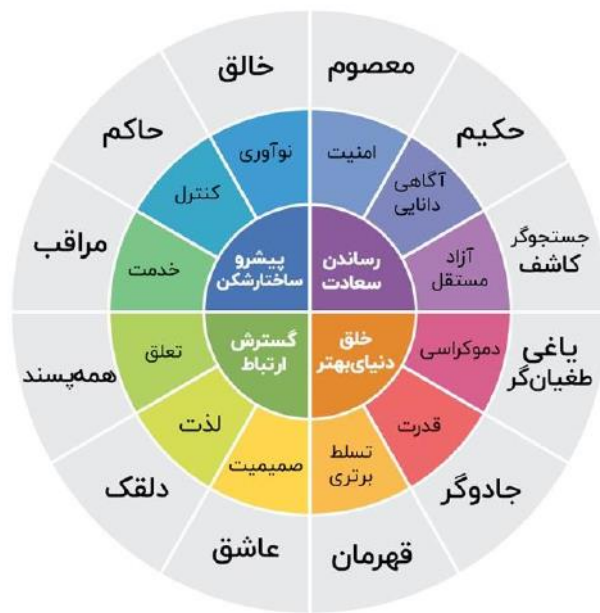 معصوم
حکیم
جستجوگر
کاشف
یاغی
طغیان‌گر
جادوگر
قهرمان
عاشق
دلقک
همه‌پسند
مراقب
حاکم
خالق
امنیت
آگاهی
دانایی
آزاد
مستقل
دموکراسی
قدرت
تسلط
برتری
صمیمیت
لذت
تعلق
خدمت
کنترل
نوآوری
رساندن
سعادت
خلق
دنیای‌بهتر
گسترش
ارتباط
پیشرو
ساختارشکن